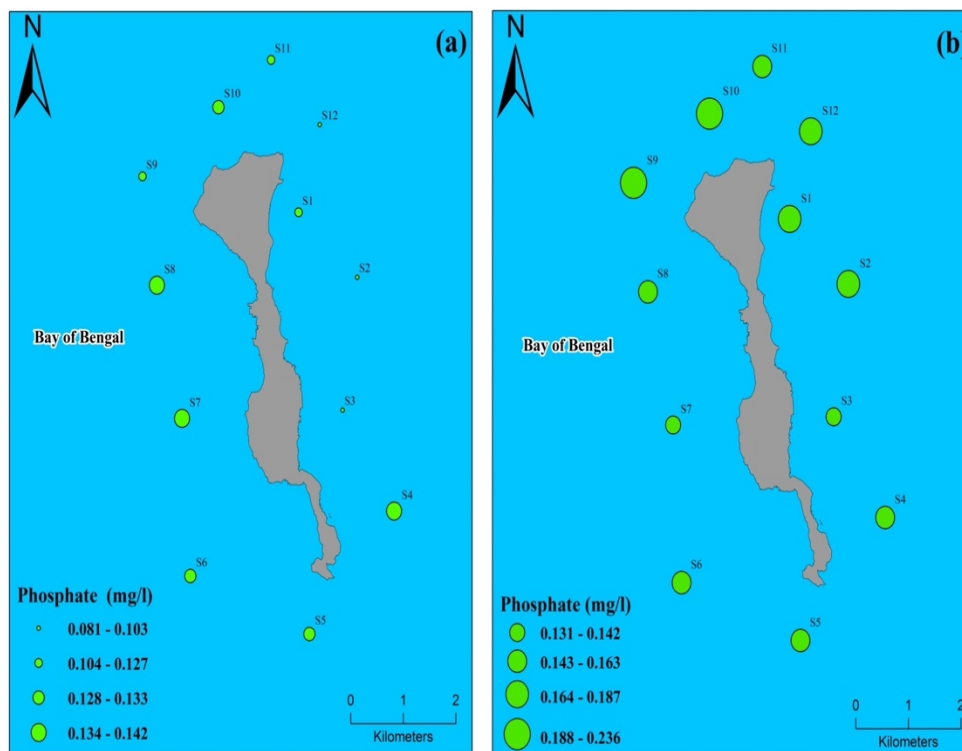 N
(a)
S11
S10
S12
S9
S1
S2
S8
Bay of Bengal
S3
S7
S4
S6
S5
Phosphate (mg/l)
0.081 - 0.103
0.104 - 0.127
0.128 - 0.133
0.134 - 0.142
0 1 2
Kilometers
N
(b)
S11
S10
S12
S9
S1
S2
S8
Bay of Bengal
S3
S7
S4
S6
S5
Phosphate (mg/l)
0.131 - 0.142
0.143 - 0.163
0.164 - 0.187
0.188 - 0.236
0 1 2
Kilometers